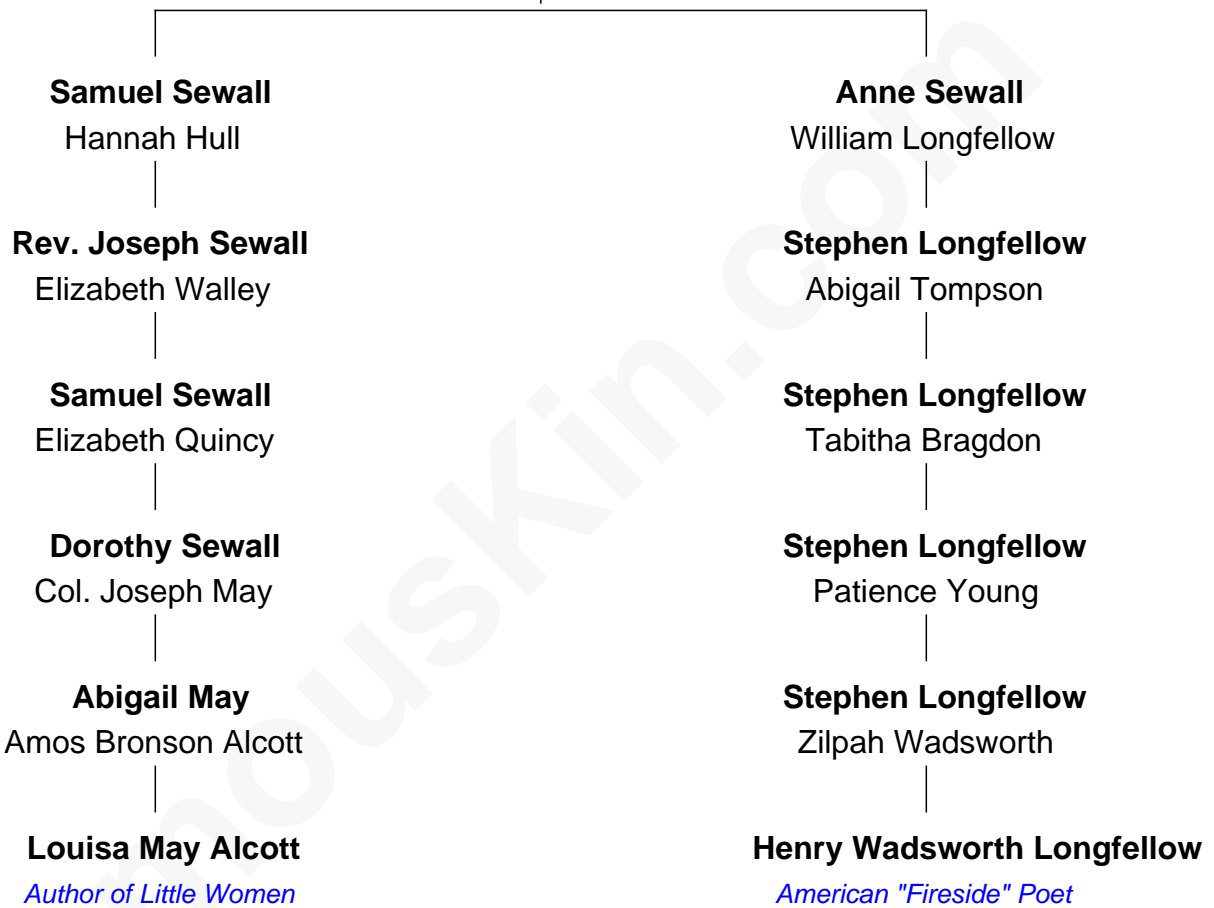 Samuel Sewall
Hannah Hull
Rev. Joseph Sewall
Elizabeth Walley
Samuel Sewall
Elizabeth Quincy
Dorothy Sewall
Col. Joseph May
Abigail May
Amos Bronson Alcott
Louisa May Alcott
Author of Little Women
Anne Sewall
William Longfellow
Stephen Longfellow
Abigail Tompson
Stephen Longfellow
Tabitha Bragdon
Stephen Longfellow
Patience Young
Stephen Longfellow
Zilpah Wadsworth
Henry Wadsworth Longfellow
American "Fireside" Poet
mousKin.com